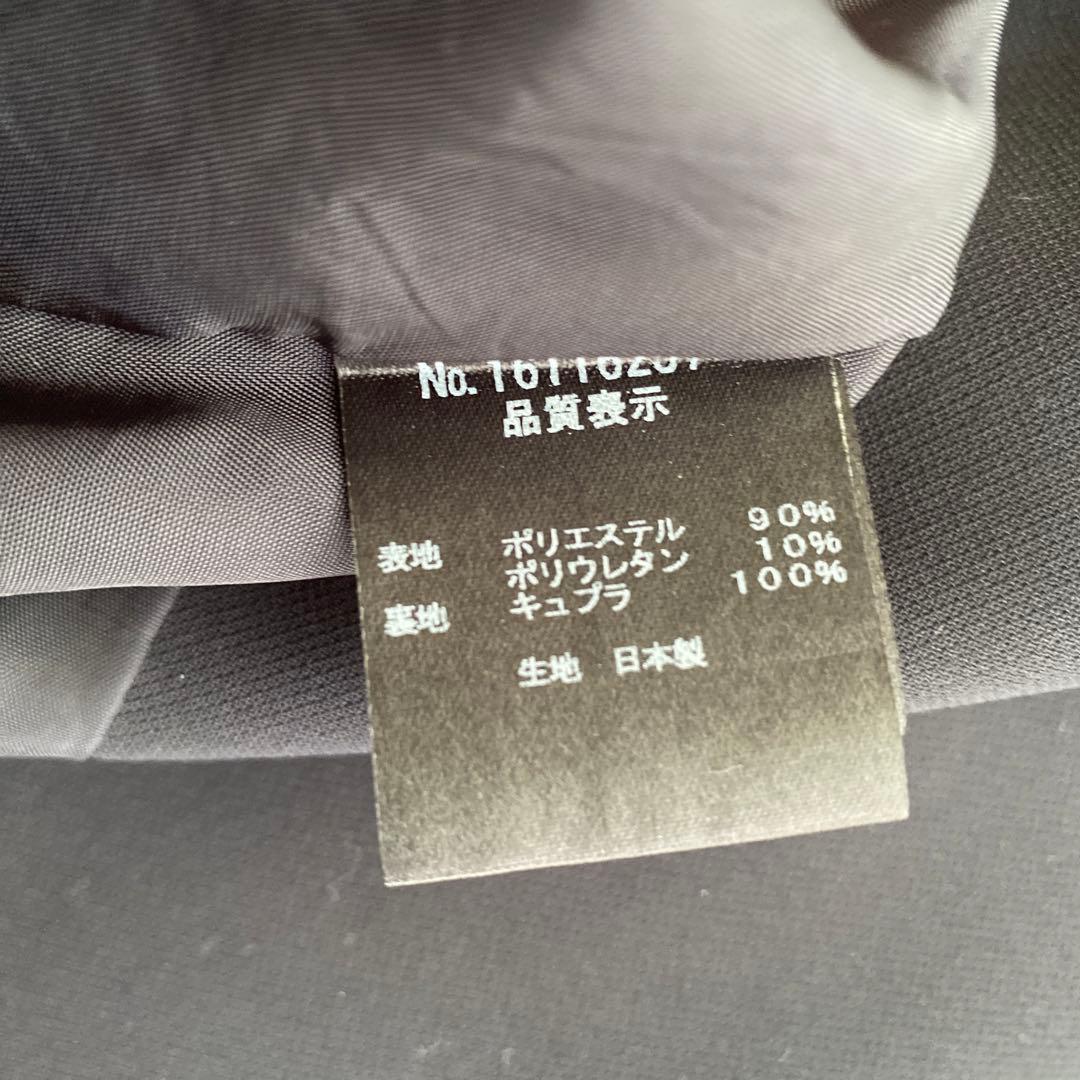 No.
品質表示
表地 ポリエステル 90%
ポリウレタン 10%
裏地 キュプラ 100%
生地 日本製